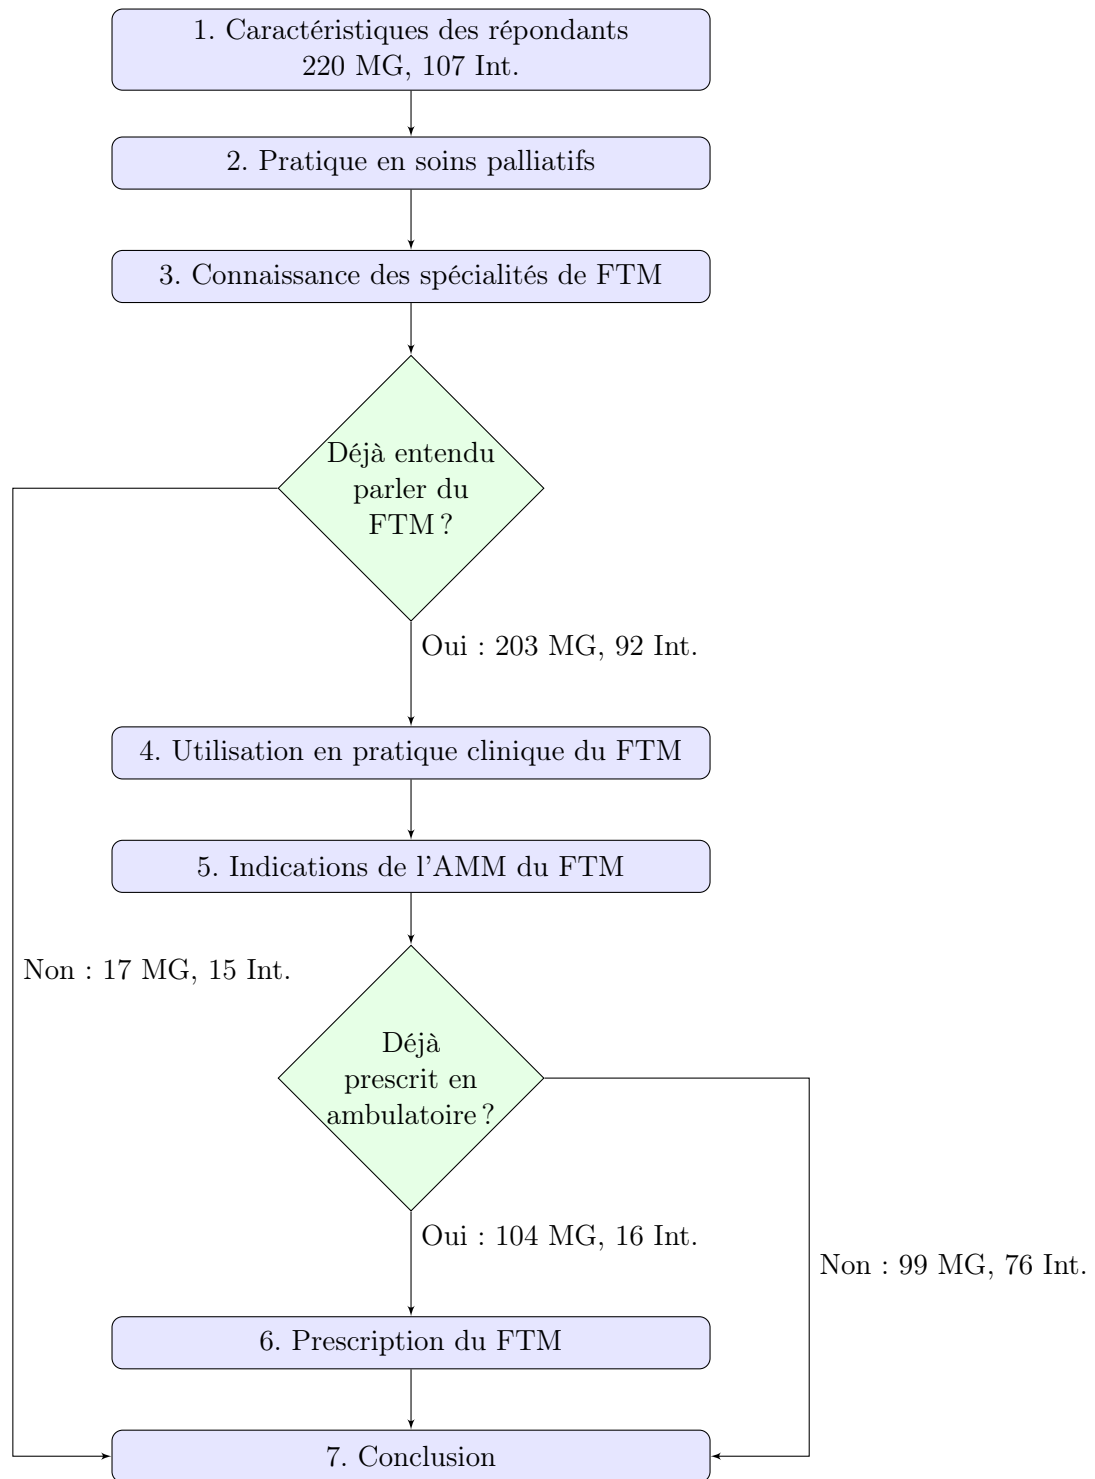 1. Caractéristiques des répondants
220 MG, 107 Int.
2. Pratique en soins palliatifs
3. Connaissance des spécialités de FTM
Déjà entendu
parler du
FTM ?
Oui : 203 MG, 92 Int.
4. Utilisation en pratique clinique du FTM
5. Indications de l'AMM du FTM
Non : 17 MG, 15 Int.
Déjà
prescrit en
ambulatoire ?
Oui : 104 MG, 16 Int.
Non : 99 MG, 76 Int.
6. Prescription du FTM
7. Conclusion